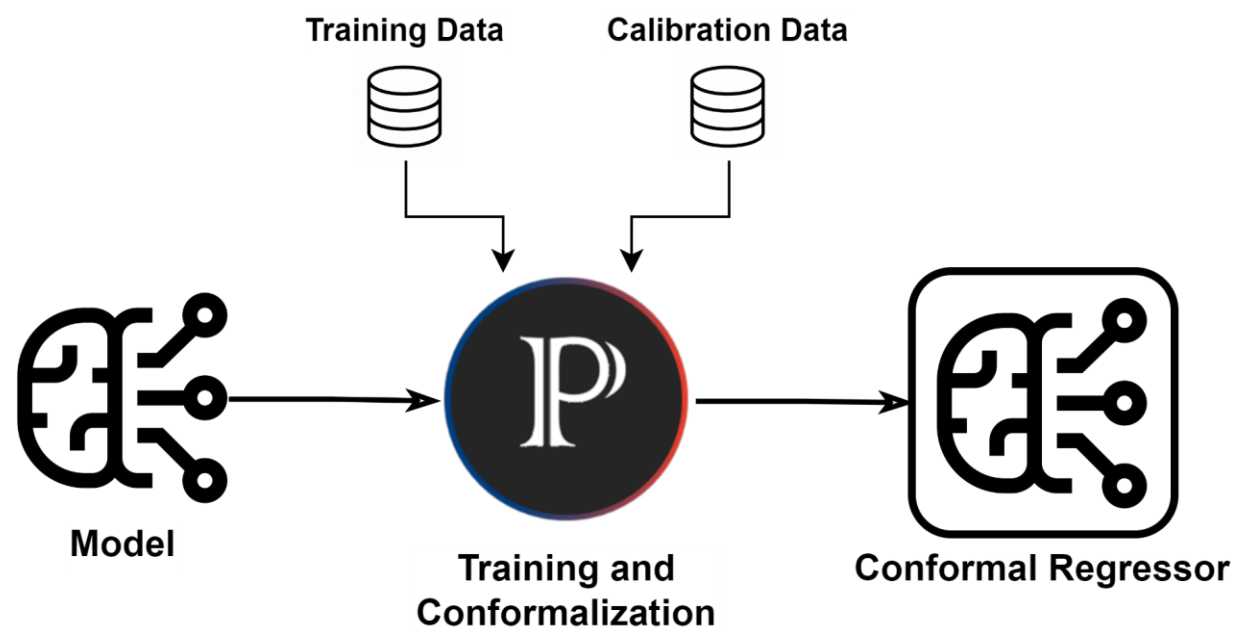 Training Data
Calibration Data
P
Model
Training and
Conformalization
Conformal Regressor